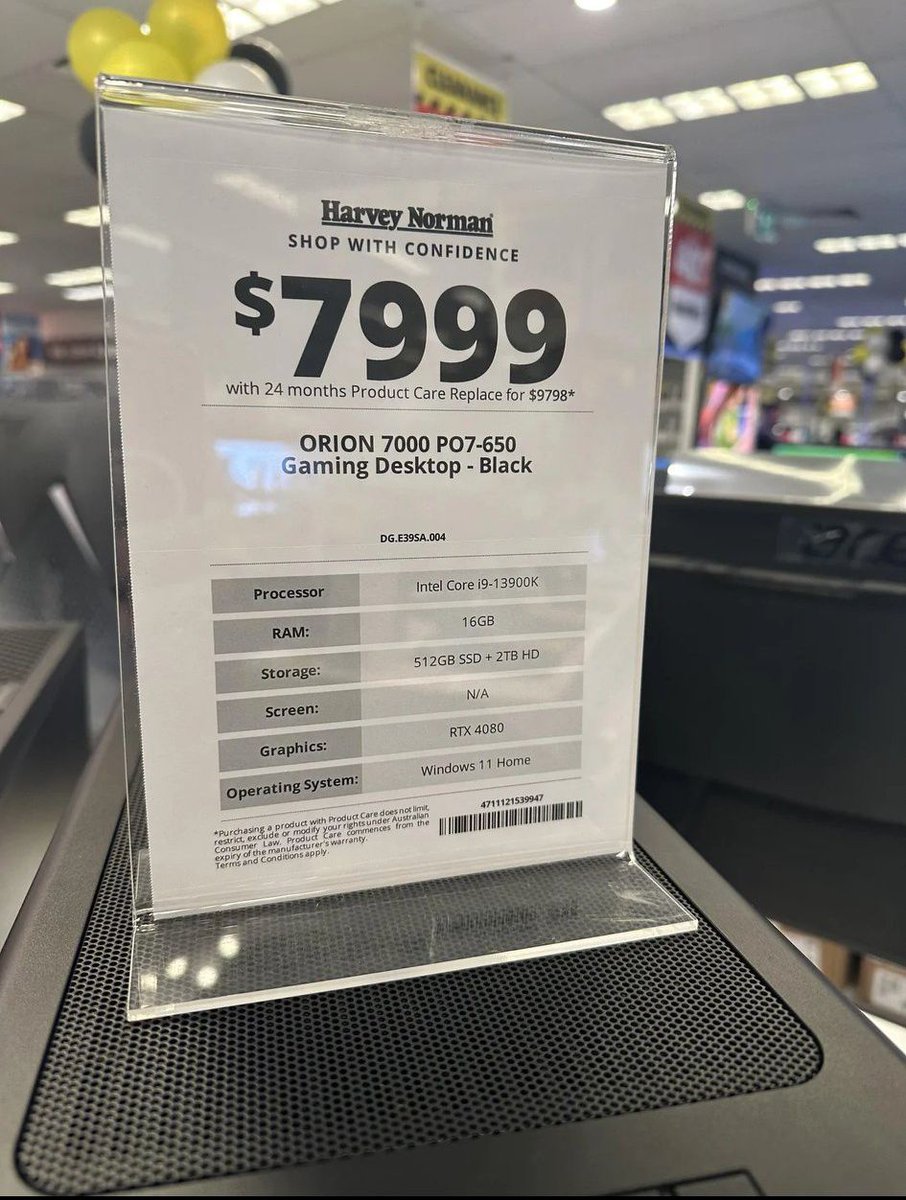 Harvey Norman
SHOP WITH CONFIDENCE
$7999
with 24 months Product Care Replace for $9798*
ORION 7000 PO7-650
Gaming Desktop - Black
DG.E39SA.004
Processor Intel Core i9-13900K
RAM: 16GB
Storage: 512GB SSD + 2TB HD
Screen: N/A
Graphics: RTX 4080
Operating System: Windows 11 Home
*Purchasing a product with Product Care does not limit,
restrict, exclude or modify your rights under Australian
Consumer Law. Product Care commences from the
expiry of the manufacturer's warranty.
Terms and Conditions apply.
4711121539947